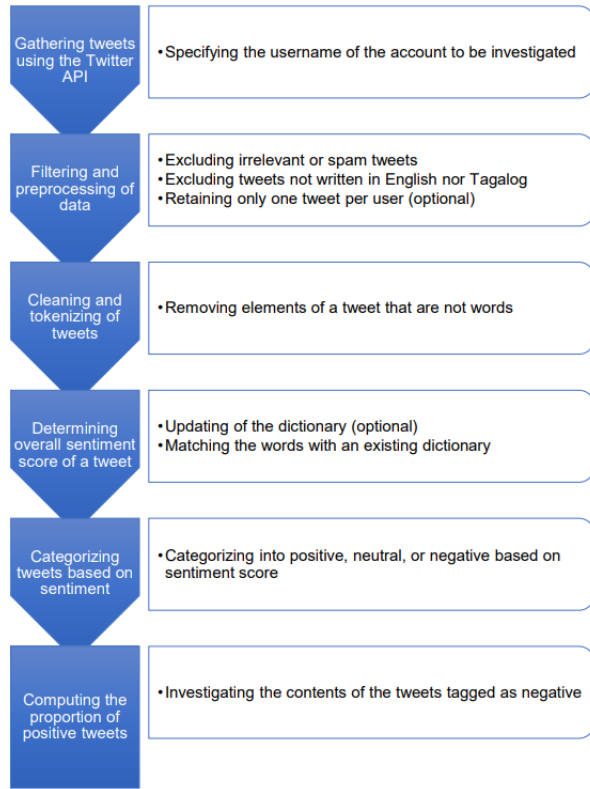 Gathering tweets
using the Twitter
API
•Specifying the username of the account to be investigated
Filtering and
preprocessing of
data
•Excluding irrelevant or spam tweets
•Excluding tweets not written in English nor Tagalog
•Retaining only one tweet per user (optional)
Cleaning and
tokenizing of
tweets
•Removing elements of a tweet that are not words
Determining
overall sentiment
score of a tweet
•Updating of the dictionary (optional)
•Matching the words with an existing dictionary
Categorizing
tweets based on
sentiment
•Categorizing into positive, neutral, or negative based on
sentiment score
Computing the
proportion of
positive tweets
•Investigating the contents of the tweets tagged as negative